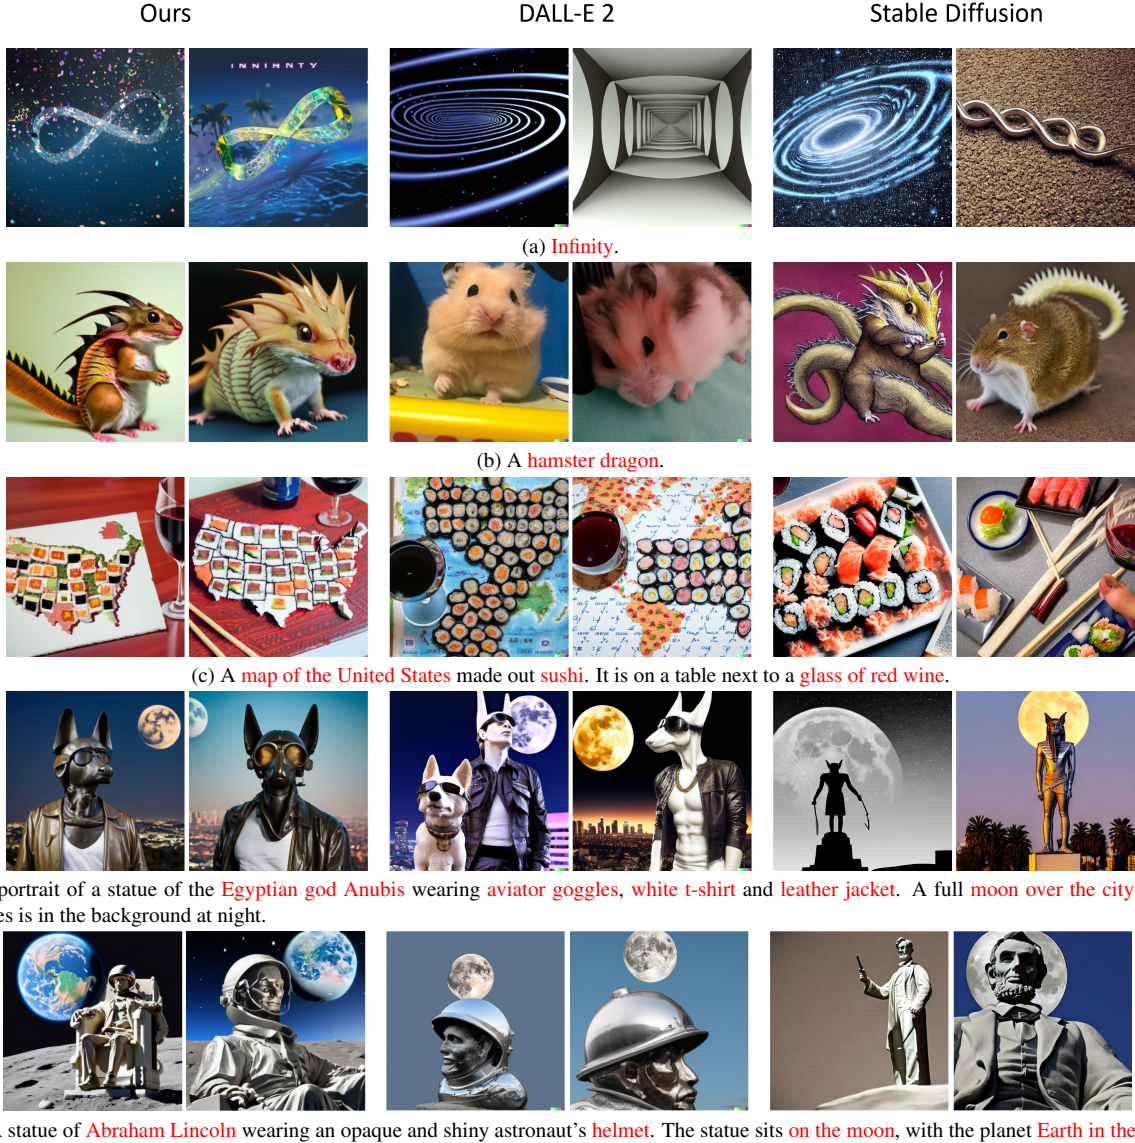 Ours DALL-E 2 Stable Diffusion
INNIHNTY
(a) Infinity.
(b) A hamster dragon.
(c) A map of the United States made out sushi. It is on a table next to a glass of red wine.
portrait of a statue of the Egyptian god Anubis wearing aviator goggles, white t-shirt and leather jacket. A full moon over the city
es is in the background at night.
A statue of Abraham Lincoln wearing an opaque and shiny astronaut's helmet. The statue sits on the moon, with the planet Earth in the